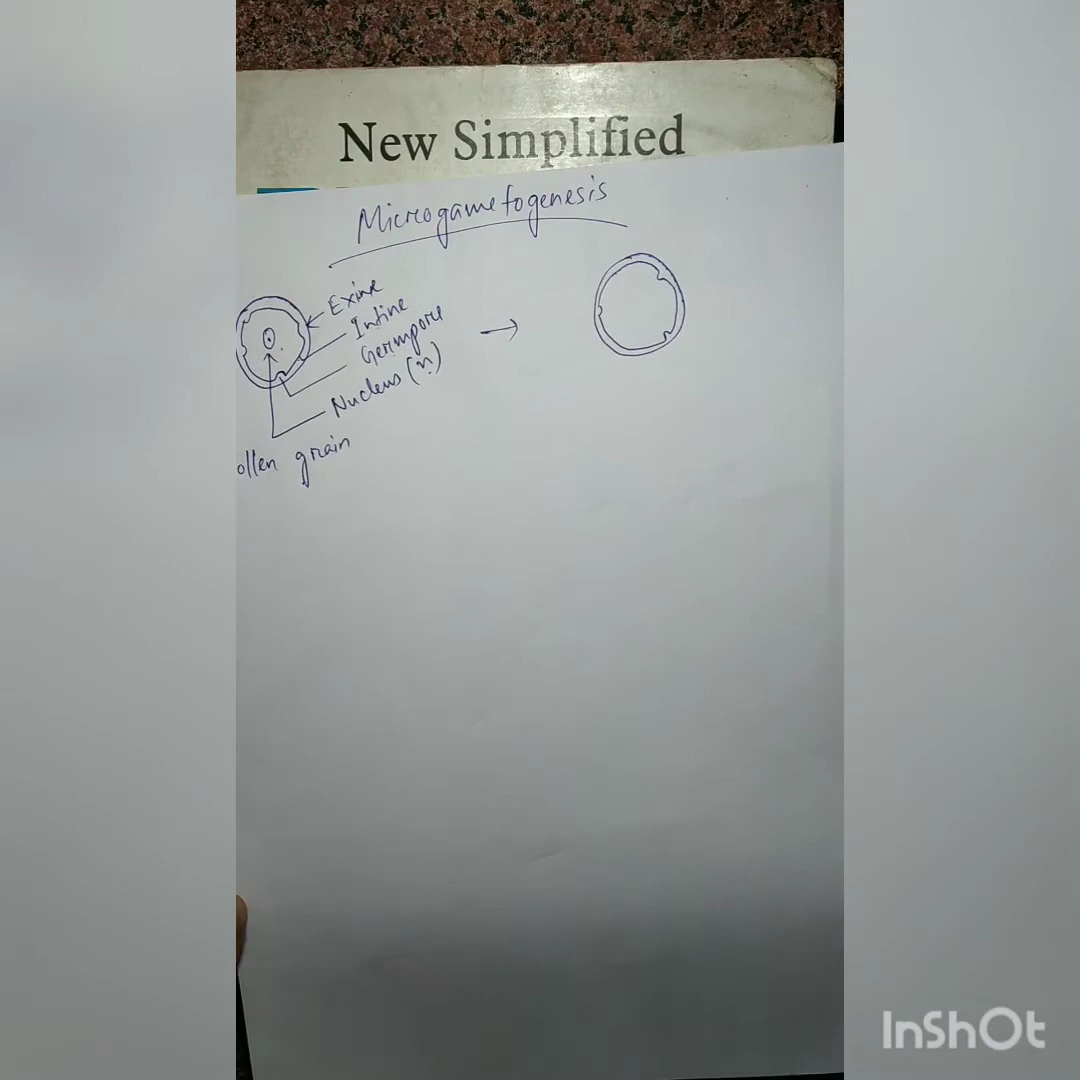 New Simplified
Microgametogenesis
Exine
Intine
Germpore
Nucleus (n)
ollen grain
InShOt